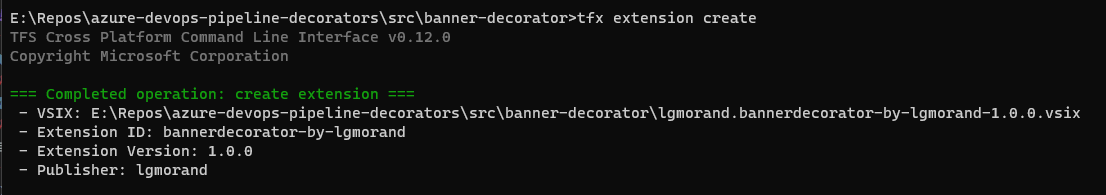 E:\Repos\azure-devops-pipeline-decorators\src\banner-decorator>tfx extension create
TFS Cross Platform Command Line Interface v0.12.0
Copyright Microsoft Corporation
=== Completed operation: create extension ===
- VSIX: E:\Repos\azure-devops-pipeline-decorators\src\banner-decorator\lgmorand.bannerdecorator-by-lgmorand-1.0.0.vsix
- Extension ID: bannerdecorator-by-lgmorand
- Extension Version: 1.0.0
- Publisher: lgmorand